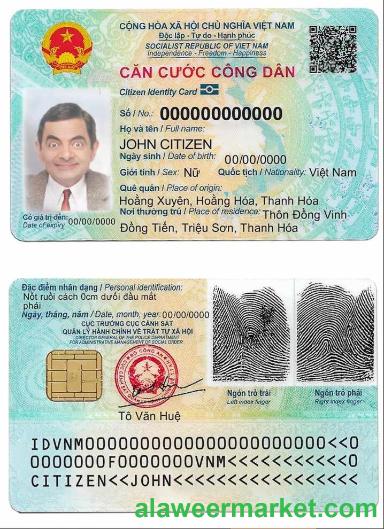 CỘNG HÒA XÃ HỘI CHỦ NGHĨA VIỆT NAM
Độc lập - Tự do - Hạnh phúc
SOCIALIST REPUBLIC OF VIET NAM
Independence - Freedom - Happiness
CĂN CƯỚC CÔNG DÂN
Citizen Identity Card
Số / No.: 000000000000
Họ và tên / Full name:
JOHN CITIZEN
Ngày sinh / Date of birth: 00/00/0000
Giới tính / Sex: Nữ Quốc tịch / Nationality: Việt Nam
Quê quán / Place of origin:
Hoằng Xuyên, Hoằng Hóa, Thanh Hóa
Có giá trị đến: 00/00/0000
Date of expiry
Nơi thường trú / Place of residence: Thôn Đồng Vinh
Đồng Tiến, Triệu Sơn, Thanh Hóa
Đặc điểm nhân dạng / Personal identification:
Nốt ruồi cách 0cm dưới đầu mắt
phải
Ngày, tháng, năm / Date, month, year: 00/00/0000
CỤC TRƯỞNG CỤC CẢNH SÁT
QUẢN LÝ HÀNH CHÍNH VỀ TRẬT TỰ XÃ HỘI
DIRECTOR GENERAL OF THE POLICE DEPARTMENT
FOR ADMINISTRATIVE MANAGEMENT OF SOCIAL ORDER
Tô Văn Huệ
Ngón trỏ trái
Left index finger
Ngón trỏ phải
Right index finger
IDVNM00000000000000000000000<<0
0000000F0000000VNM<<<<<<<<<<<0
CITIZEN<<JOHN<<<<<<<<<<<<<<<<<
alaweermarket.com